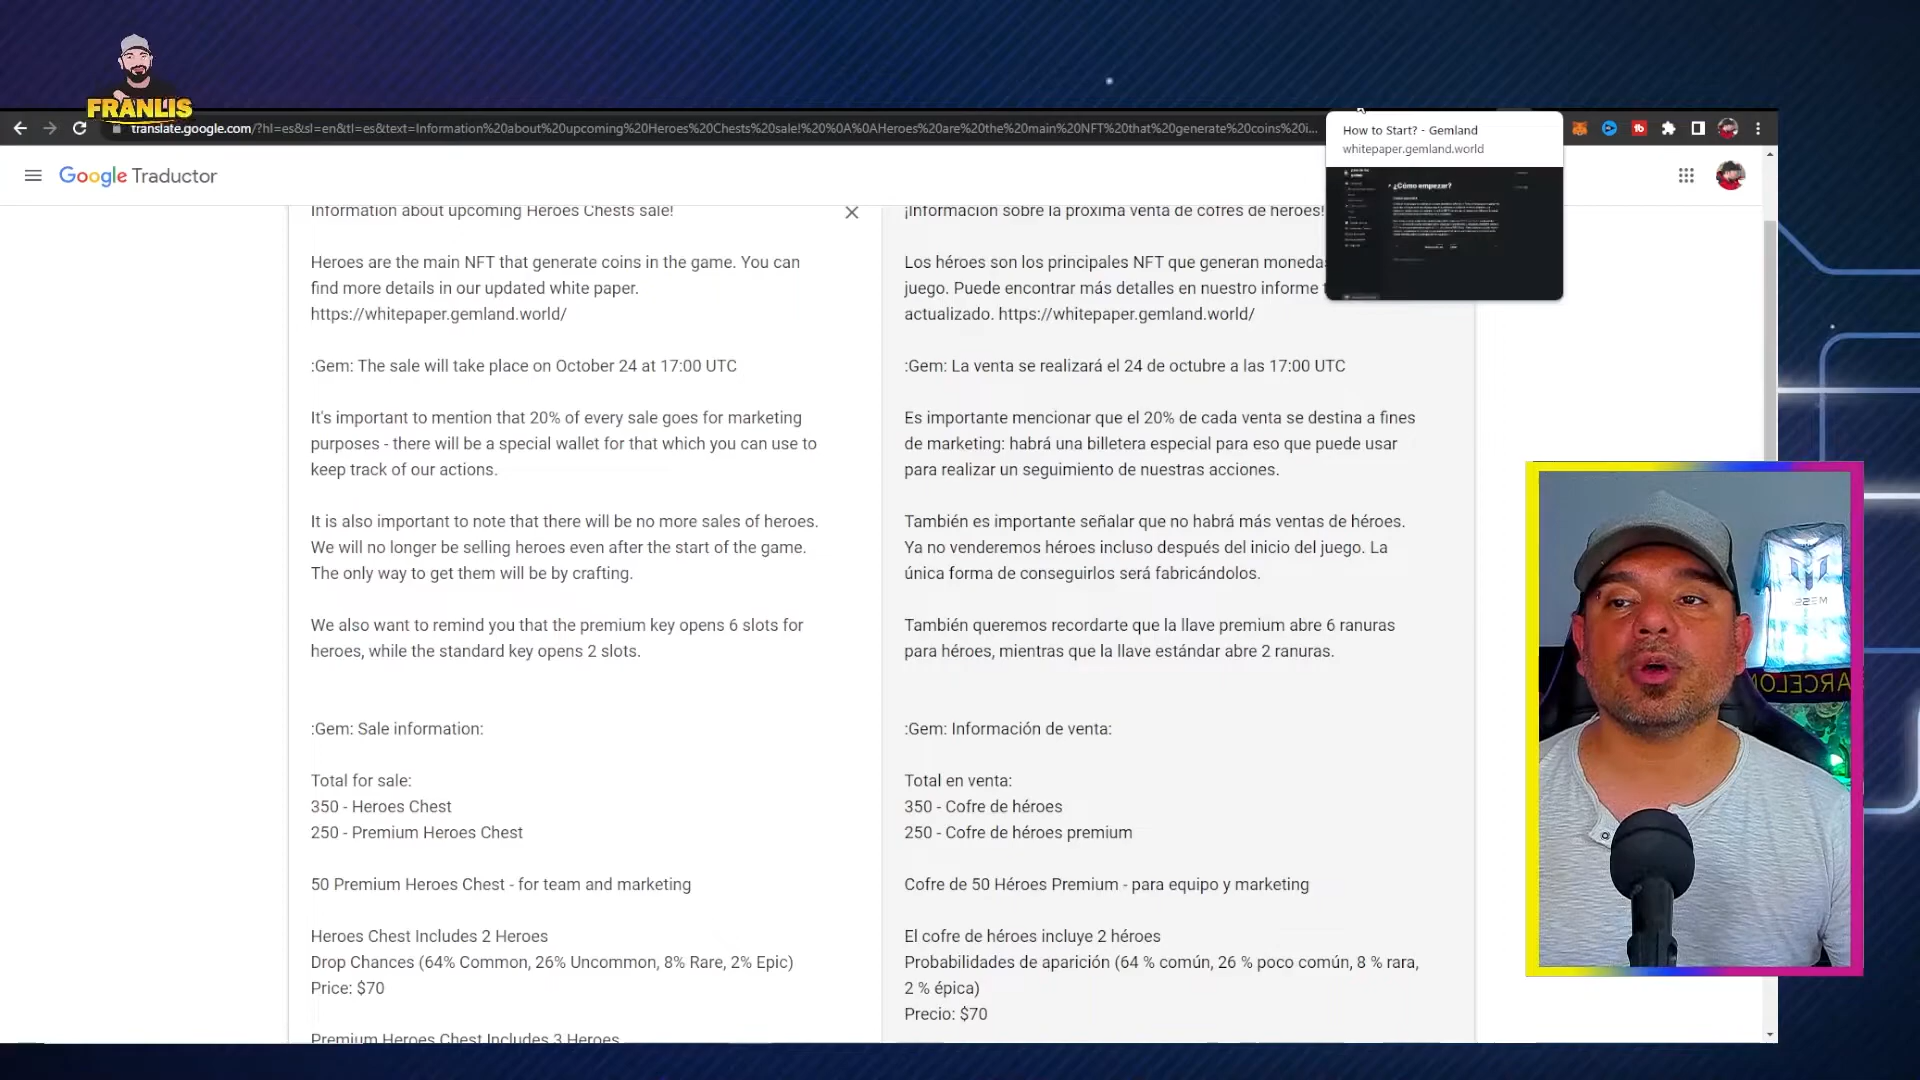 FRANLIS
translate.google.com/?hl=es&sl=en&tl=es&text=Information%20about%20upcoming%20Heroes%20Chests%20sale!%20%0A%0AHeroes%20are%20the%20main%20NFT%20that%20generate%20coins%20i...
How to Start? - Gemland
whitepaper.gemland.world
¿Cómo empezar?
Google Traductor
Information about upcoming Heroes Chests sale!
Heroes are the main NFT that generate coins in the game. You can
find more details in our updated white paper.
https://whitepaper.gemland.world/
:Gem: The sale will take place on October 24 at 17:00 UTC
It's important to mention that 20% of every sale goes for marketing
purposes - there will be a special wallet for that which you can use to
keep track of our actions.
It is also important to note that there will be no more sales of heroes.
We will no longer be selling heroes even after the start of the game.
The only way to get them will be by crafting.
We also want to remind you that the premium key opens 6 slots for
heroes, while the standard key opens 2 slots.
:Gem: Sale information:
Total for sale:
350 - Heroes Chest
250 - Premium Heroes Chest
50 Premium Heroes Chest - for team and marketing
Heroes Chest Includes 2 Heroes
Drop Chances (64% Common, 26% Uncommon, 8% Rare, 2% Epic)
Price: $70
Premium Heroes Chest Includes 3 Heroes
¡Información sobre la próxima venta de cofres de héroes!
Los héroes son los principales NFT que generan monedas
juego. Puede encontrar más detalles en nuestro informe
actualizado. https://whitepaper.gemland.world/
:Gem: La venta se realizará el 24 de octubre a las 17:00 UTC
Es importante mencionar que el 20% de cada venta se destina a fines
de marketing: habrá una billetera especial para eso que puede usar
para realizar un seguimiento de nuestras acciones.
También es importante señalar que no habrá más ventas de héroes.
Ya no venderemos héroes incluso después del inicio del juego. La
única forma de conseguirlos será fabricándolos.
También queremos recordarte que la llave premium abre 6 ranuras
para héroes, mientras que la llave estándar abre 2 ranuras.
:Gem: Información de venta:
Total en venta:
350 - Cofre de héroes
250 - Cofre de héroes premium
Cofre de 50 Héroes Premium - para equipo y marketing
El cofre de héroes incluye 2 héroes
Probabilidades de aparición (64 % común, 26 % poco común, 8 % rara,
2 % épica)
Precio: $70
MESS
ARCELON